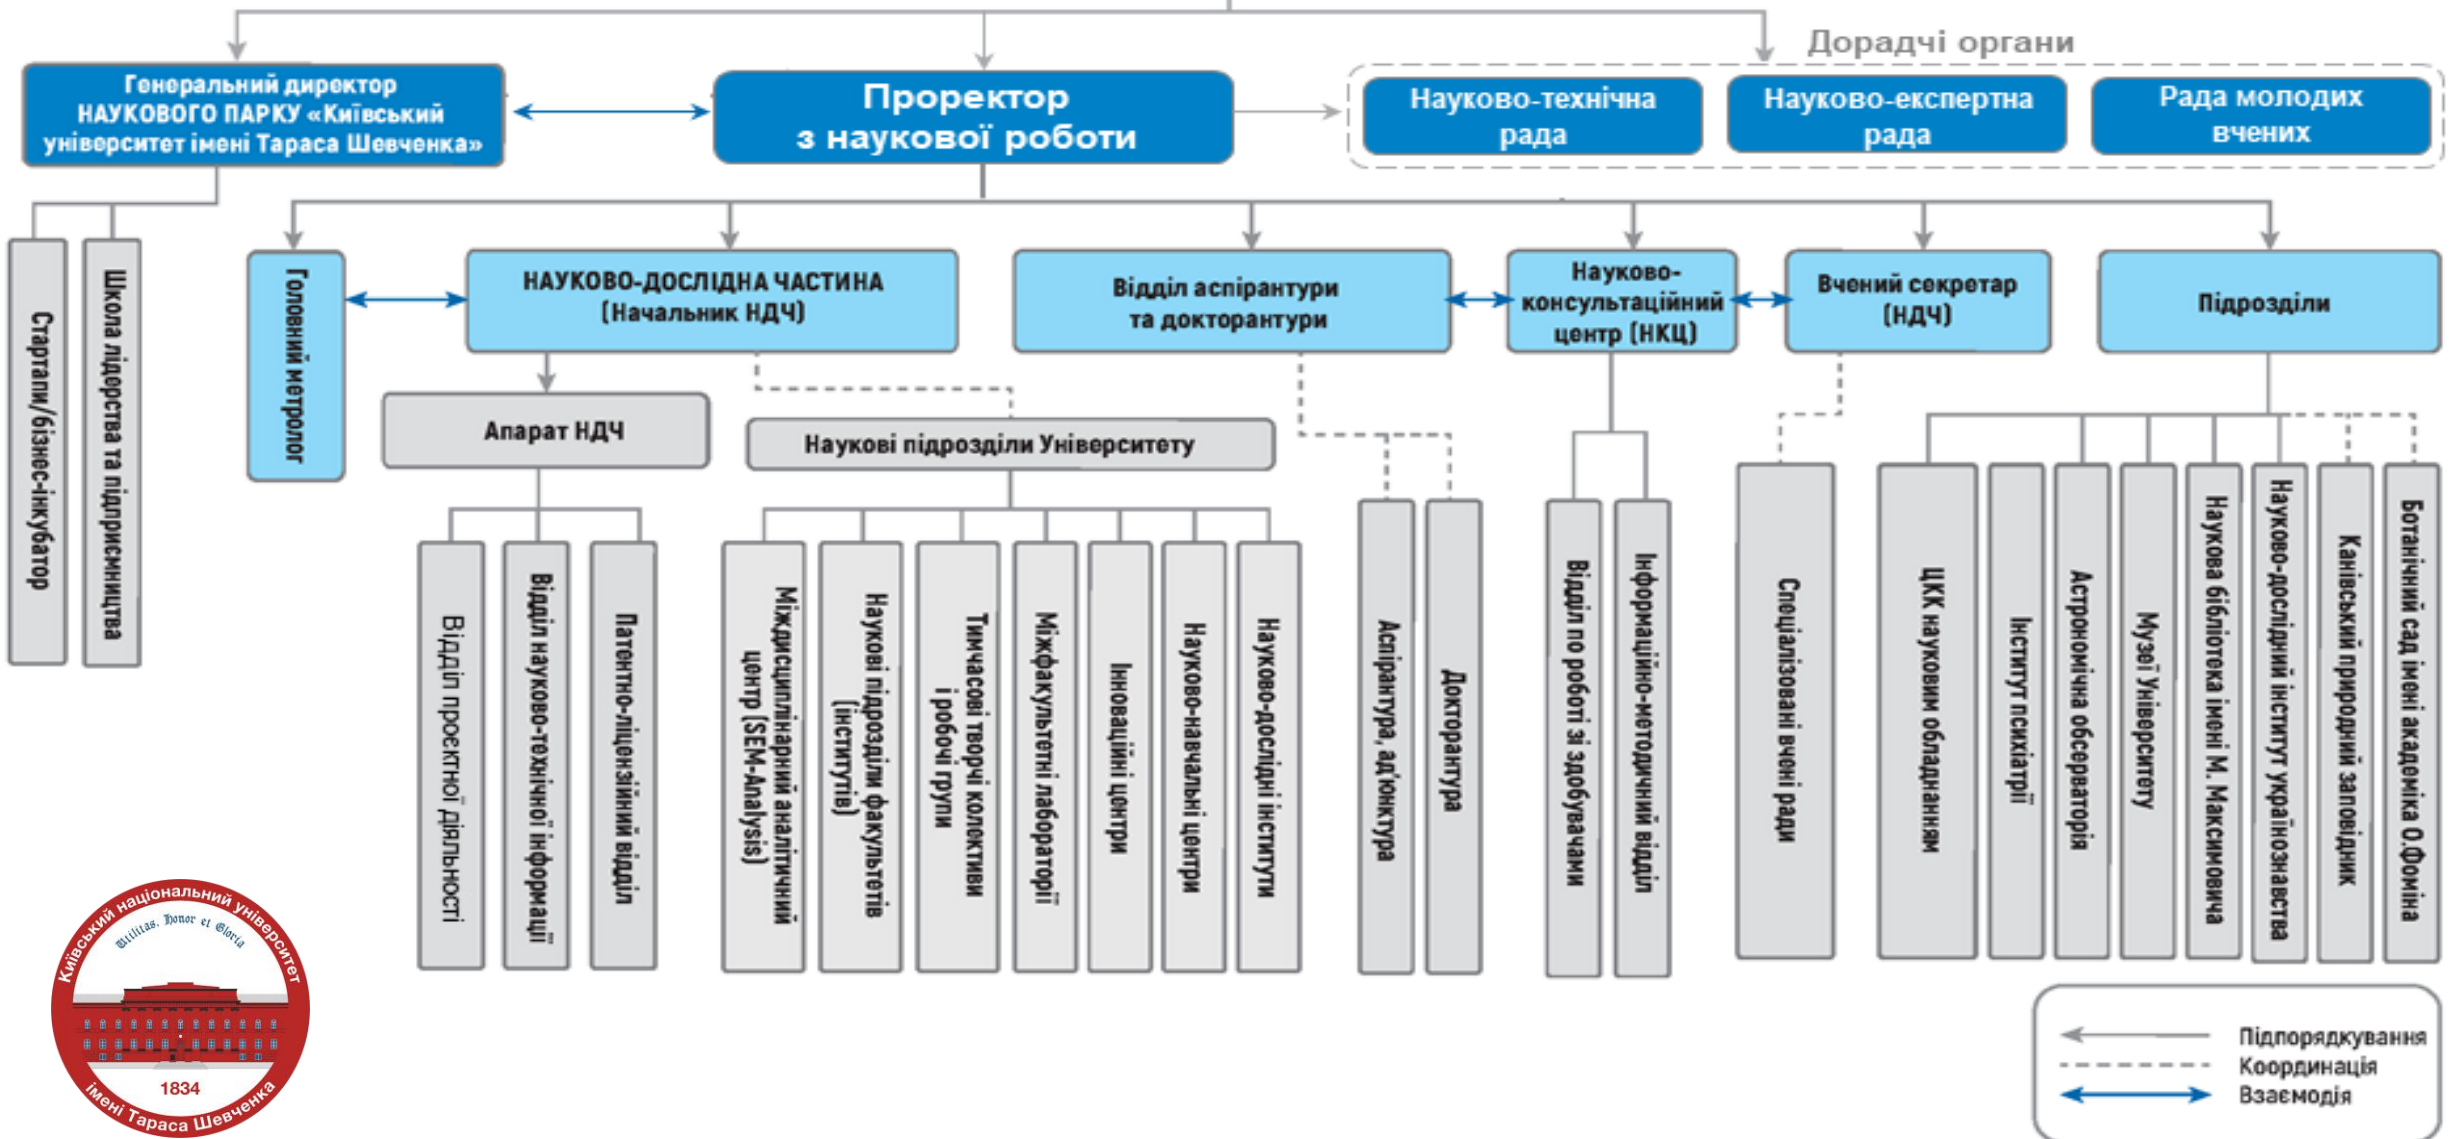 Дорадчі органи
Генеральний директор
НАУКОВОГО ПАРКУ «Київський
університет імені Тараса Шевченка»
Проректор
з наукової роботи
Науково-технічна
рада
Науково-експертна
рада
Рада молодих
вчених
Стартапи/бізнес-інкубатор
Школа лідерства та підприємництва
Головний метролог
НАУКОВО-ДОСЛІДНА ЧАСТИНА
(Начальник НДЧ)
Відділ аспірантури
та докторантури
Науково-
консультаційний
центр (НКЦ)
Вчений секретар
(НДЧ)
Підрозділи
Апарат НДЧ
Наукові підрозділи Університету
Відділ проєктної діяльності
Відділ науково-технічної інформації
Патентно-ліцензійний відділ
Міждисциплінарний аналітичний
центр (SEM-Analysis)
Наукові підрозділи факультетів
(інститутів)
Тимчасові творчі колективи
і робочі групи
Міжфакультетні лабораторії
Інноваційні центри
Науково-навчальні центри
Науково-дослідні інститути
Аспірантура, ад'юнктура
Докторантура
Відділ по роботі зі здобувачами
Інформаційно-методичний відділ
Спеціалізовані вчені ради
ЦКК науковим обладнанням
Інститут психіатрії
Астрономічна обсерваторія
Музеї Університету
Наукова бібліотека імені М. Максимовича
Науково-дослідний інститут українознавства
Канівський природний заповідник
Ботанічний сад імені академіка О.Фоміна
Київський національний університет
Utilitas, Honor et Gloria
1834
імені Тараса Шевченка
Підпорядкування
Координація
Взаємодія